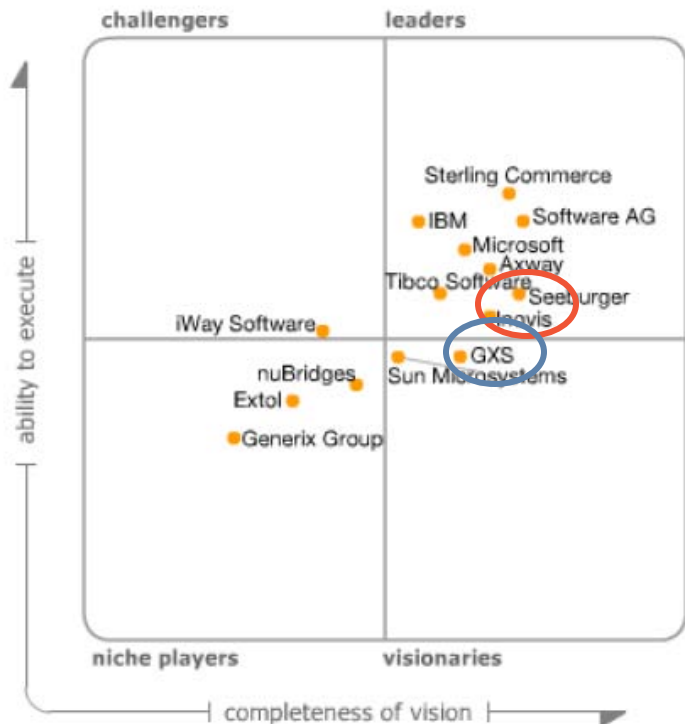 challengers
leaders
Sterling Commerce
IBM
Software AG
Microsoft
Axway
Tibco Software
Seeburger
Inovis
iWay Software
GXS
nuBridges
Sun Microsystems
Extol
Generix Group
ability to execute
niche players
visionaries
completeness of vision